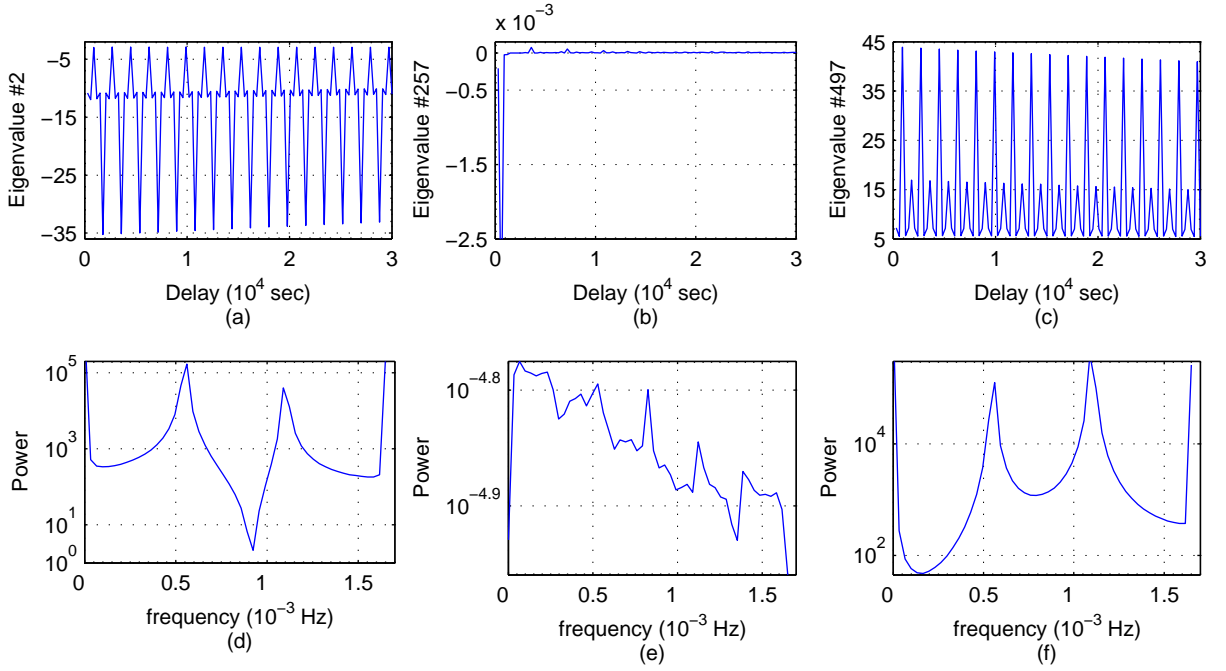 −5
−15
−25
−35
Eigenvalue #2
0 1 2 3
Delay (10^4 sec)
(a)
x 10^−3
0
−0.5
−1.5
−2.5
Eigenvalue #257
0 1 2 3
Delay (10^4 sec)
(b)
45
35
25
15
5
Eigenvalue #497
0 1 2 3
Delay (10^4 sec)
(c)
10^5
10^3
10^1
10^0
Power
0 0.5 1 1.5
frequency (10^−3 Hz)
(d)
10^−4.8
10^−4.9
Power
0 0.5 1 1.5
frequency (10^−3 Hz)
(e)
10^4
10^2
Power
0 0.5 1 1.5
frequency (10^−3 Hz)
(f)